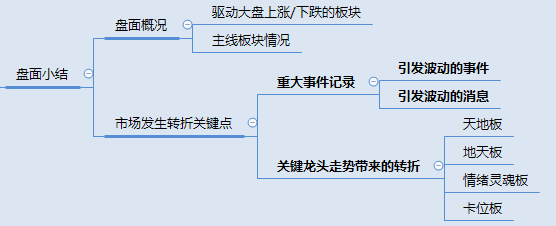 盘面小结
盘面概况
驱动大盘上涨/下跌的板块
主线板块情况
市场发生转折关键点
重大事件记录
引发波动的事件
引发波动的消息
关键龙头走势带来的转折
天地板
地天板
情绪灵魂板
卡位板